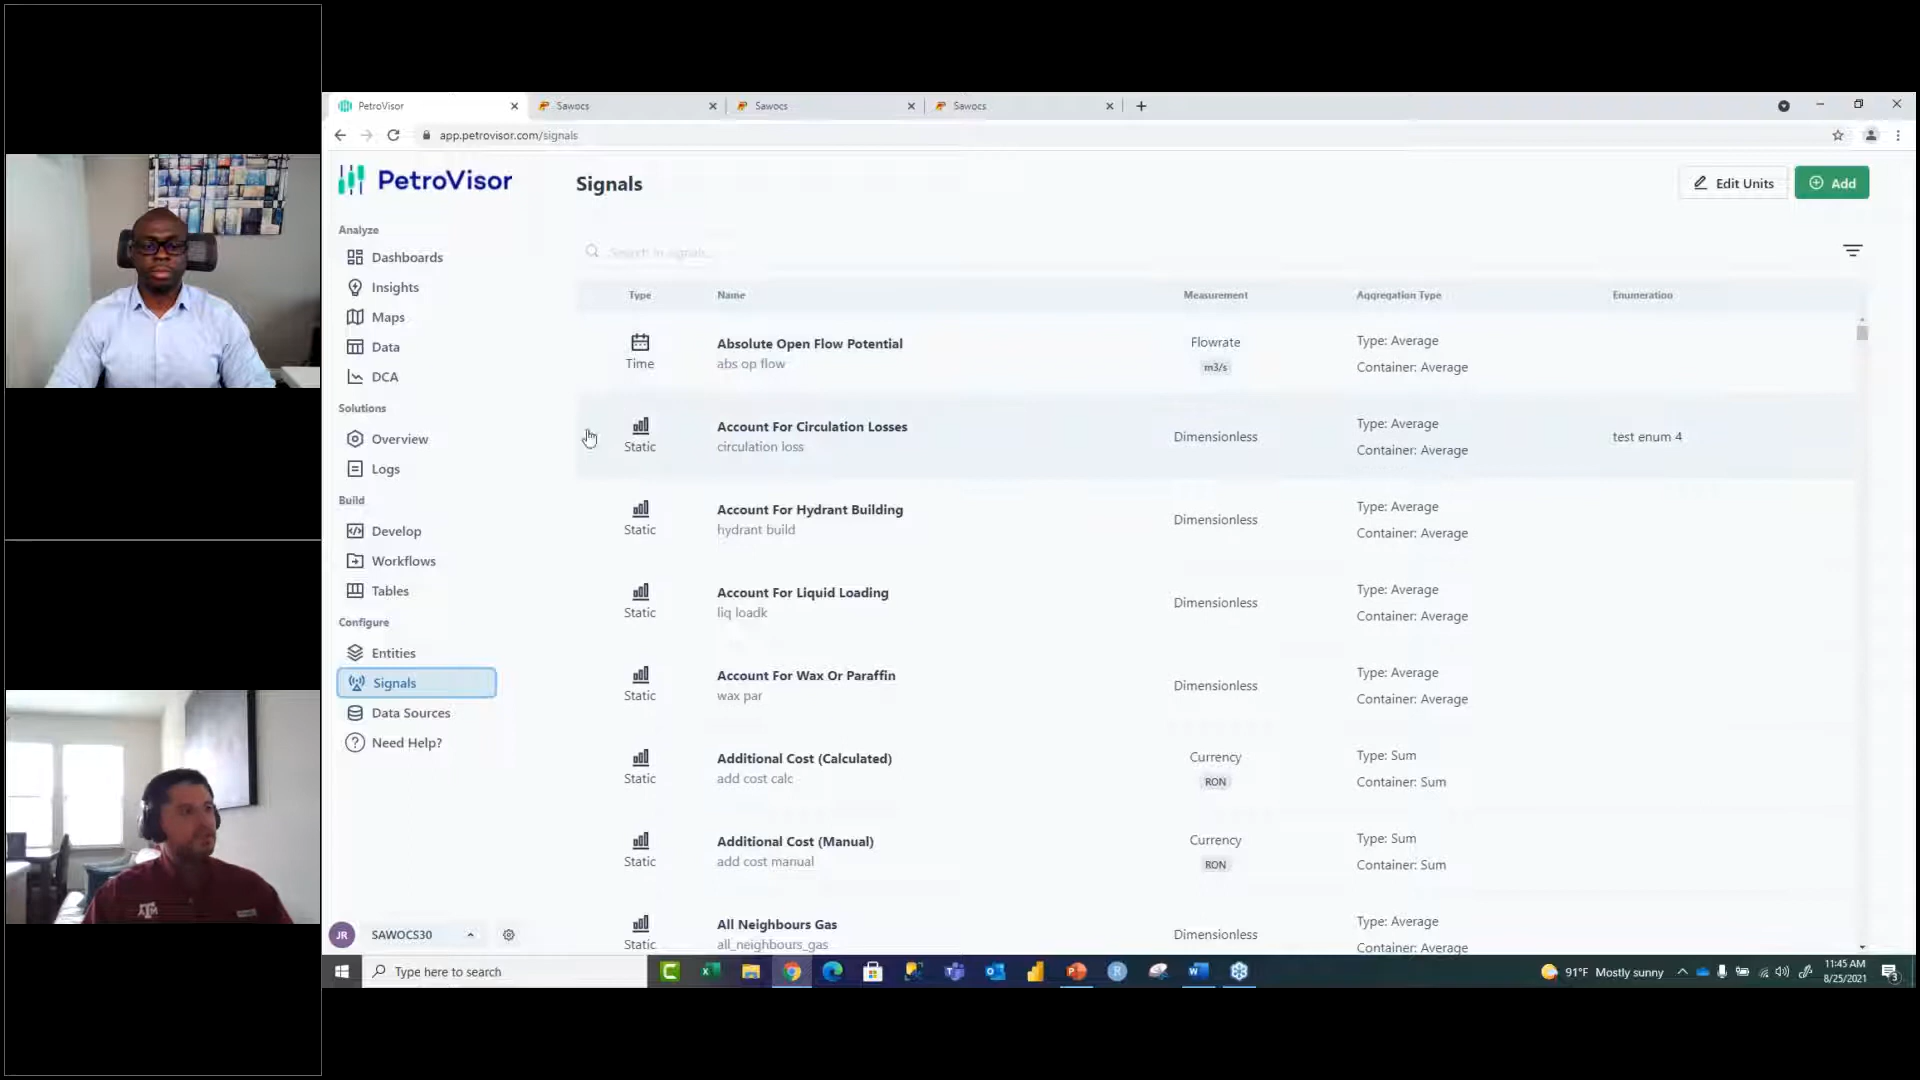 PetroVisor
Sawocs
Sawocs
Sawocs
app.petrovisor.com/signals
PetroVisor
Signals
Edit Units
Add
Analyze
Dashboards
Insights
Maps
Data
DCA
Solutions
Overview
Logs
Build
Develop
Workflows
Tables
Configure
Entities
Signals
Data Sources
Need Help?
JR
SAWOCS30
Search in signals...
Type Name Measurement Aggregation Type Enumeration
Time
Absolute Open Flow Potential
abs op flow
Flowrate
m3/s
Type: Average
Container: Average
Static
Account For Circulation Losses
circulation loss
Dimensionless
Type: Average
Container: Average
test enum 4
Static
Account For Hydrant Building
hydrant build
Dimensionless
Type: Average
Container: Average
Static
Account For Liquid Loading
liq loadk
Dimensionless
Type: Average
Container: Average
Static
Account For Wax Or Paraffin
wax par
Dimensionless
Type: Average
Container: Average
Static
Additional Cost (Calculated)
add cost calc
Currency
RON
Type: Sum
Container: Sum
Static
Additional Cost (Manual)
add cost manual
Currency
RON
Type: Sum
Container: Sum
Static
All Neighbours Gas
all_neighbours_gas
Dimensionless
Type: Average
Container: Average
Type here to search
91°F Mostly sunny
11:45 AM
8/25/2021
3
ATM